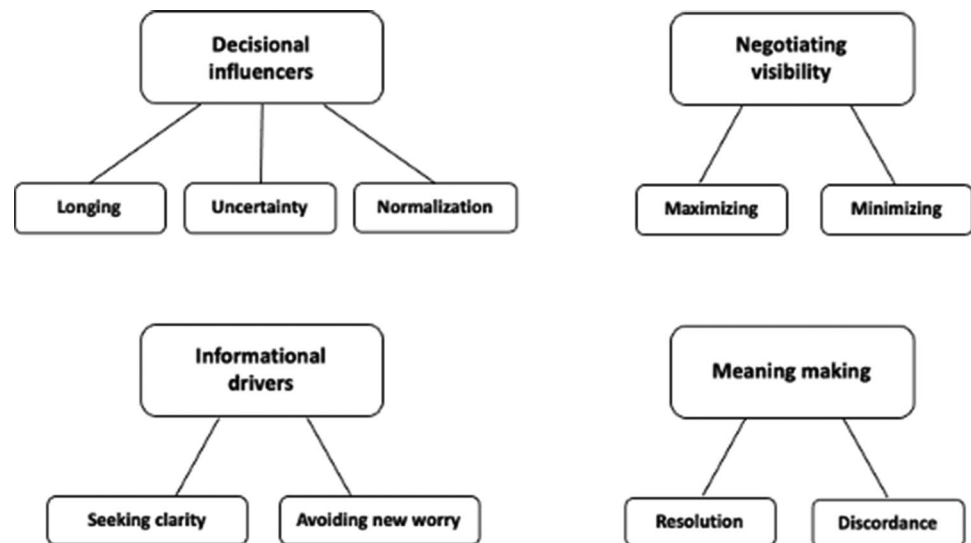 Decisional
influencers
Longing
Uncertainty
Normalization
Negotiating
visibility
Maximizing
Minimizing
Informational
drivers
Seeking clarity
Avoiding new worry
Meaning making
Resolution
Discordance